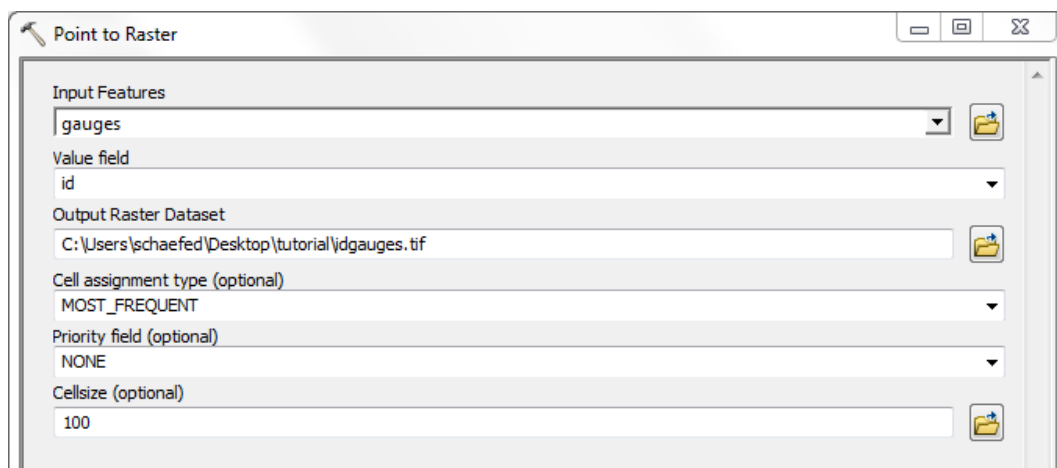 Point to Raster
Input Features
gauges
Value field
id
Output Raster Dataset
C:\Users\schaefed\Desktop\tutorial\idgauges.tif
Cell assignment type (optional)
MOST_FREQUENT
Priority field (optional)
NONE
Cellsize (optional)
100